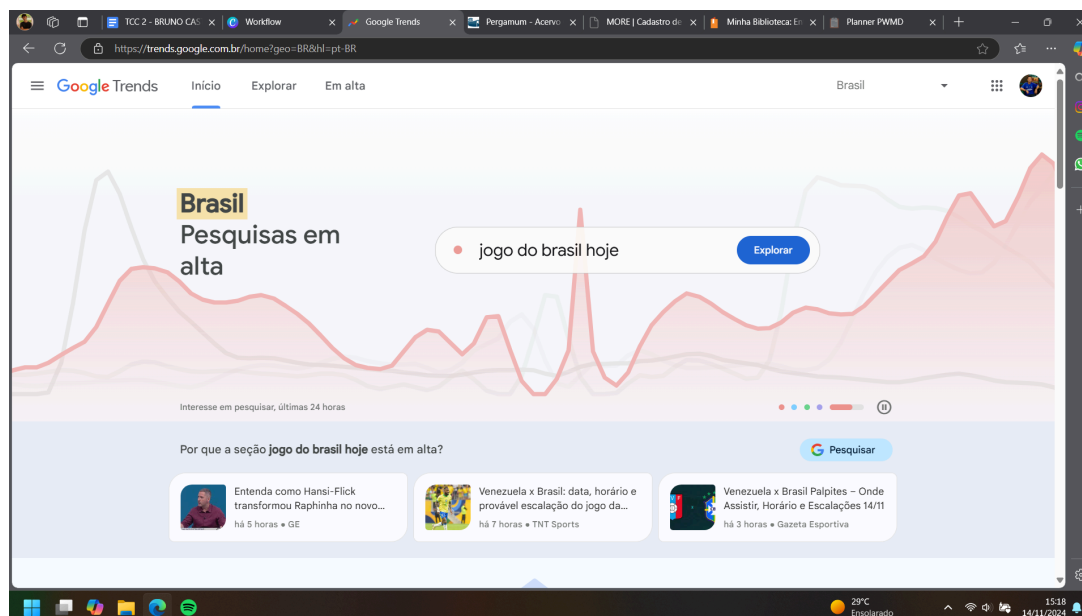 TCC 2 - BRUNO CAS
Workflow
Google Trends
Pergamum - Acervo
MORE | Cadastro de
Minha Biblioteca: En
Planner PWMD
https://trends.google.com.br/home?geo=BR&hl=pt-BR
Google Trends
Início
Explorar
Em alta
Brasil
Brasil
Pesquisas em
alta
jogo do brasil hoje
Explorar
Interesse em pesquisar, últimas 24 horas
Por que a seção jogo do brasil hoje está em alta?
Pesquisar
Entenda como Hansi-Flick
transformou Raphinha no novo...
há 5 horas • GE
Venezuela x Brasil: data, horário e
provável escalação do jogo da...
há 7 horas • TNT Sports
Venezuela x Brasil Palpites – Onde
Assistir, Horário e Escalações 14/11
há 3 horas • Gazeta Esportiva
29°C
Ensolarado
15:18
14/11/2024